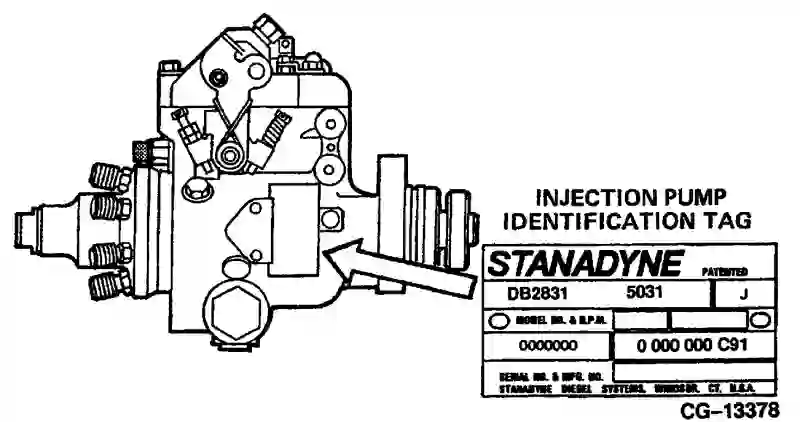 INJECTION PUMP
IDENTIFICATION TAG
STANADYNE PATENTED
DB2831 5031 J
MODEL NO. & R.P.M.
0000000 0 000 000 C91
SERIAL NO. & MFG. NO.
STANADYNE DIESEL SYSTEMS, WINDSOR, CT. U.S.A.
CG-13378